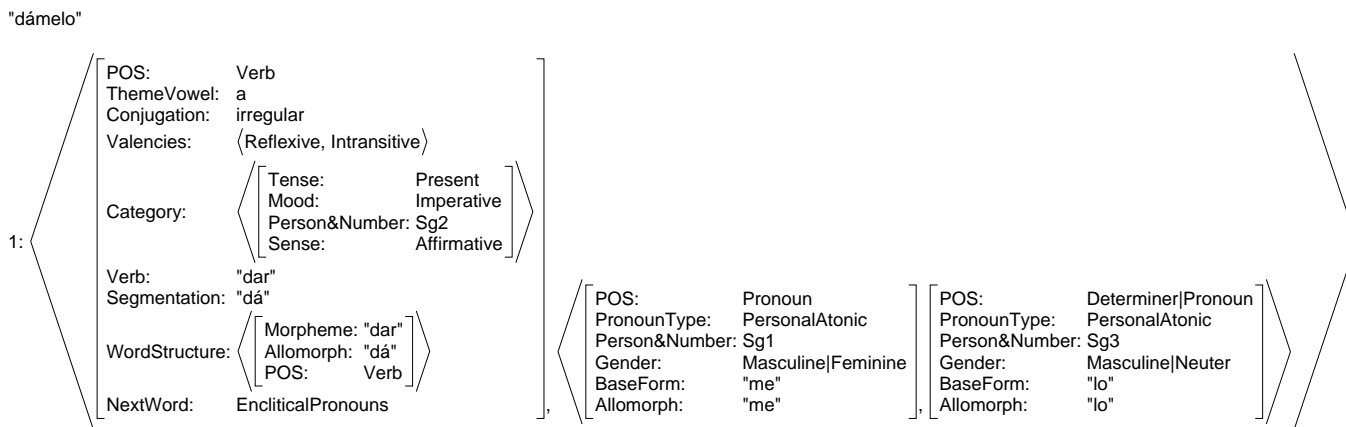 "dámelo"
1:
POS: Verb
ThemeVowel: a
Conjugation: irregular
Valencies: ⟨Reflexive, Intransitive⟩
Category:
Tense: Present
Mood: Imperative
Person&Number: Sg2
Sense: Affirmative
Verb: "dar"
Segmentation: "dá"
WordStructure:
Morpheme: "dar"
Allomorph: "dá"
POS: Verb
NextWord: EncliticalPronouns
,
POS: Pronoun
PronounType: PersonalAtonic
Person&Number: Sg1
Gender: Masculine|Feminine
BaseForm: "me"
Allomorph: "me"
,
POS: Determiner|Pronoun
PronounType: PersonalAtonic
Person&Number: Sg3
Gender: Masculine|Neuter
BaseForm: "lo"
Allomorph: "lo"